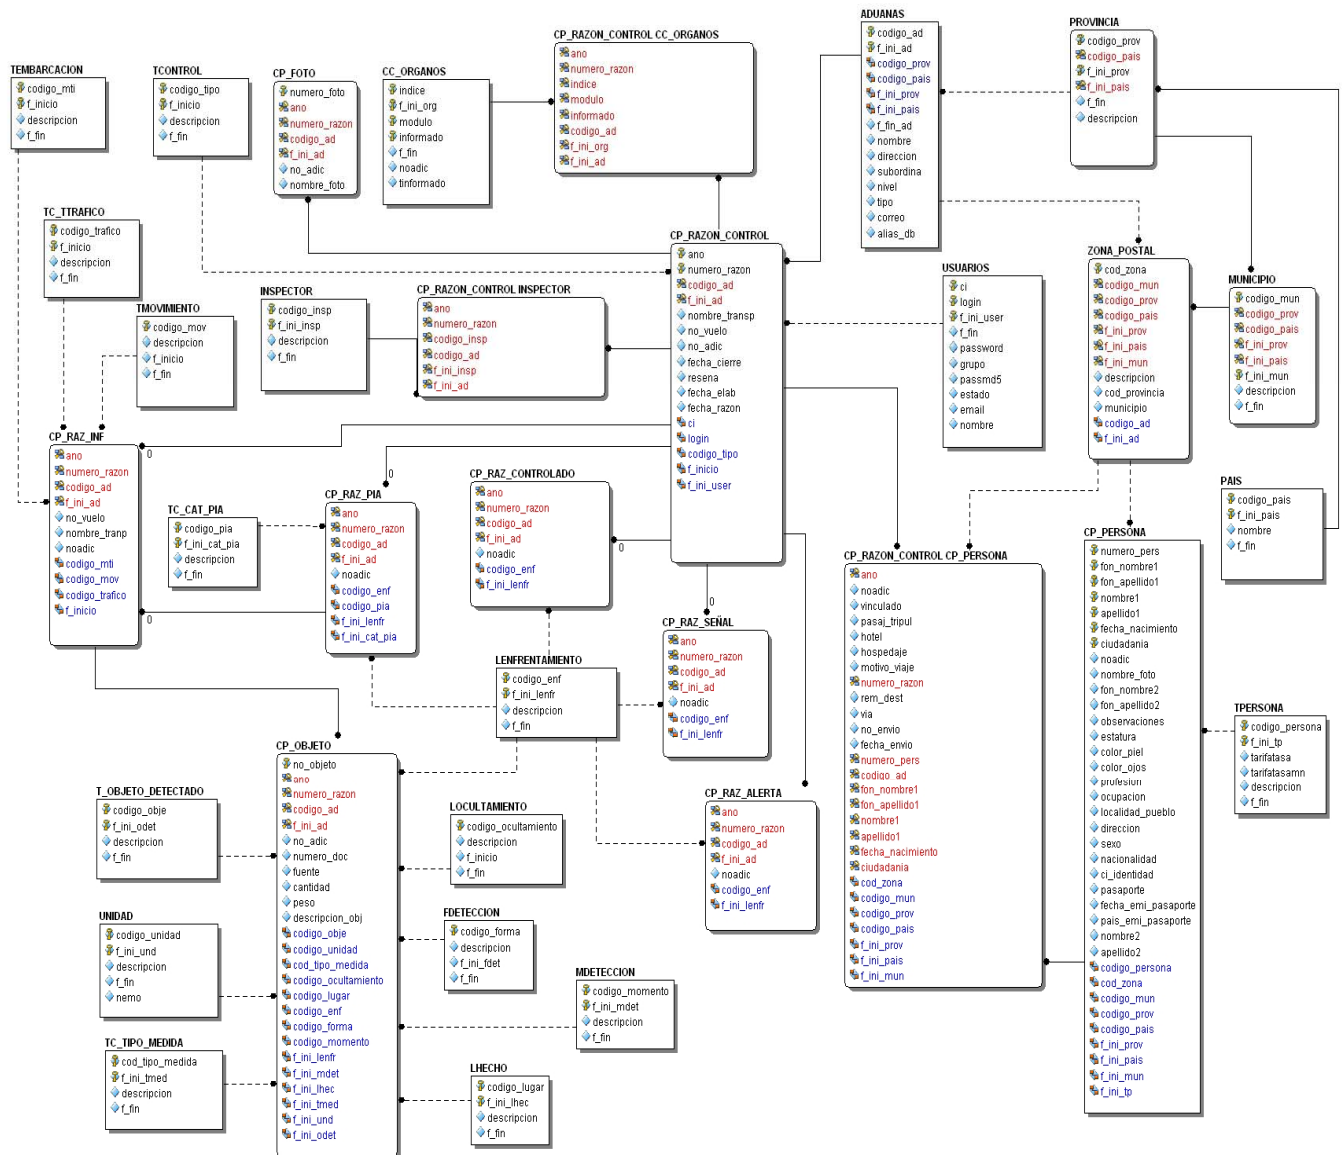 TEMBARCACION
codigo_mti
f_inicio
descripcion
f_fin
TCONTROL
codigo_tipo
f_inicio
descripcion
f_fin
CP_FOTO
numero_foto
ano
numero_razon
codigo_ad
f_ini_ad
no_adic
nombre_foto
CC_ORGANOS
indice
f_ini_org
modulo
informado
f_fin
noadic
tinformado
CP_RAZON_CONTROL CC_ORGANOS
ano
numero_razon
indice
modulo
informado
codigo_ad
f_ini_org
f_ini_ad
ADUANAS
codigo_ad
f_ini_ad
codigo_prov
codigo_pais
f_ini_prov
f_ini_pais
f_fin_ad
nombre
direccion
subordina
nivel
tipo
correo
alias_db
PROVINCIA
codigo_prov
codigo_pais
f_ini_prov
f_ini_pais
f_fin
descripcion
TC_TTRAFICO
codigo_trafico
f_inicio
descripcion
f_fin
TMOVIMIENTO
codigo_mov
descripcion
f_inicio
f_fin
INSPECTOR
codigo_insp
f_ini_insp
descripcion
f_fin
CP_RAZON_CONTROL INSPECTOR
ano
numero_razon
codigo_insp
codigo_ad
f_ini_insp
f_ini_ad
CP_RAZON_CONTROL
ano
numero_razon
codigo_ad
f_ini_ad
nombre_transp
no_vuelo
no_adic
fecha_cierre
resena
fecha_elab
fecha_razon
ci
login
codigo_tipo
f_inicio
f_ini_user
USUARIOS
ci
login
f_ini_user
f_fin
password
grupo
passmd5
estado
email
nombre
ZONA_POSTAL
cod_zona
codigo_mun
codigo_prov
codigo_pais
f_ini_prov
f_ini_pais
f_ini_mun
descripcion
cod_provincia
municipio
codigo_ad
f_ini_ad
MUNICIPIO
codigo_mun
codigo_prov
codigo_pais
f_ini_prov
f_ini_pais
f_ini_mun
descripcion
f_fin
CP_RAZ_INF
ano
numero_razon
codigo_ad
f_ini_ad
no_vuelo
nombre_tranp
noadic
codigo_mti
codigo_mov
codigo_trafico
f_inicio
0
0
0
0
0
TC_CAT_PIA
codigo_pia
f_ini_cat_pia
descripcion
f_fin
CP_RAZ_PIA
ano
numero_razon
codigo_ad
f_ini_ad
noadic
codigo_enf
codigo_pia
f_ini_lenfr
f_ini_cat_pia
CP_RAZ_CONTROLADO
ano
numero_razon
codigo_ad
f_ini_ad
noadic
codigo_enf
f_ini_lenfr
PAIS
codigo_pais
f_ini_pais
nombre
f_fin
CP_RAZON_CONTROL CP_PERSONA
ano
noadic
vinculado
pasaj_tripul
hotel
hospedaje
motivo_viaje
numero_razon
rem_dest
via
no_envio
fecha_envio
numero_pers
codigo_ad
fon_nombre1
fon_apellido1
nombre1
apellido1
fecha_nacimiento
ciudadania
cod_zona
codigo_mun
codigo_prov
codigo_pais
f_ini_prov
f_ini_pais
f_ini_mun
CP_PERSONA
numero_pers
fon_nombre1
fon_apellido1
nombre1
apellido1
fecha_nacimiento
ciudadania
noadic
nombre_foto
fon_nombre2
fon_apellido2
observaciones
estatura
color_piel
color_ojos
profesion
ocupacion
localidad_pueblo
direccion
sexo
nacionalidad
ci_identidad
pasaporte
fecha_emi_pasaporte
pais_emi_pasaporte
nombre2
apellido2
codigo_persona
cod_zona
codigo_mun
codigo_prov
codigo_pais
f_ini_prov
f_ini_pais
f_ini_mun
f_ini_tp
CP_RAZ_SEÑAL
ano
numero_razon
codigo_ad
f_ini_ad
noadic
codigo_enf
f_ini_lenfr
LENFRENTAMIENTO
codigo_enf
f_ini_lenfr
descripcion
f_fin
TPERSONA
codigo_persona
f_ini_tp
tarifatasa
tarifatasamn
descripcion
f_fin
CP_OBJETO
no_objeto
ano
numero_razon
codigo_ad
f_ini_ad
no_adic
numero_doc
fuente
cantidad
peso
descripcion_obj
codigo_obje
codigo_unidad
cod_tipo_medida
codigo_ocultamiento
codigo_lugar
codigo_enf
codigo_forma
codigo_momento
f_ini_lenfr
f_ini_mdet
f_ini_lhec
f_ini_tmed
f_ini_und
f_ini_odet
T_OBJETO_DETECTADO
codigo_obje
f_ini_odet
descripcion
f_fin
LOCULTAMIENTO
codigo_ocultamiento
descripcion
f_inicio
f_fin
CP_RAZ_ALERTA
ano
numero_razon
codigo_ad
f_ini_ad
noadic
codigo_enf
f_ini_lenfr
UNIDAD
codigo_unidad
f_ini_und
descripcion
f_fin
nemo
FDETECCION
codigo_forma
descripcion
f_ini_fdet
f_fin
MDETECCION
codigo_momento
f_ini_mdet
descripcion
f_fin
TC_TIPO_MEDIDA
cod_tipo_medida
f_ini_tmed
descripcion
f_fin
LHECHO
codigo_lugar
f_ini_lhec
descripcion
f_fin